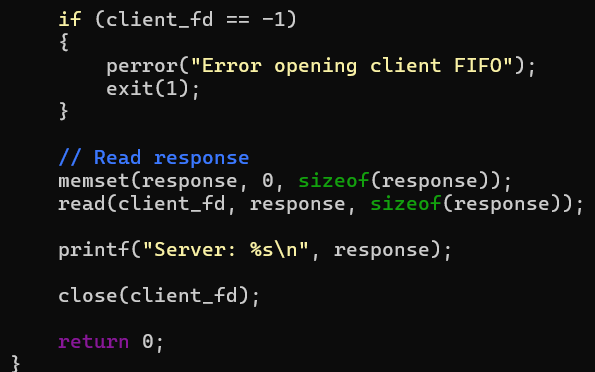 if (client_fd == -1)
{
perror("Error opening client FIFO");
exit(1);
}
// Read response
memset(response, 0, sizeof(response));
read(client_fd, response, sizeof(response));
printf("Server: %s\n", response);
close(client_fd);
return 0;
}